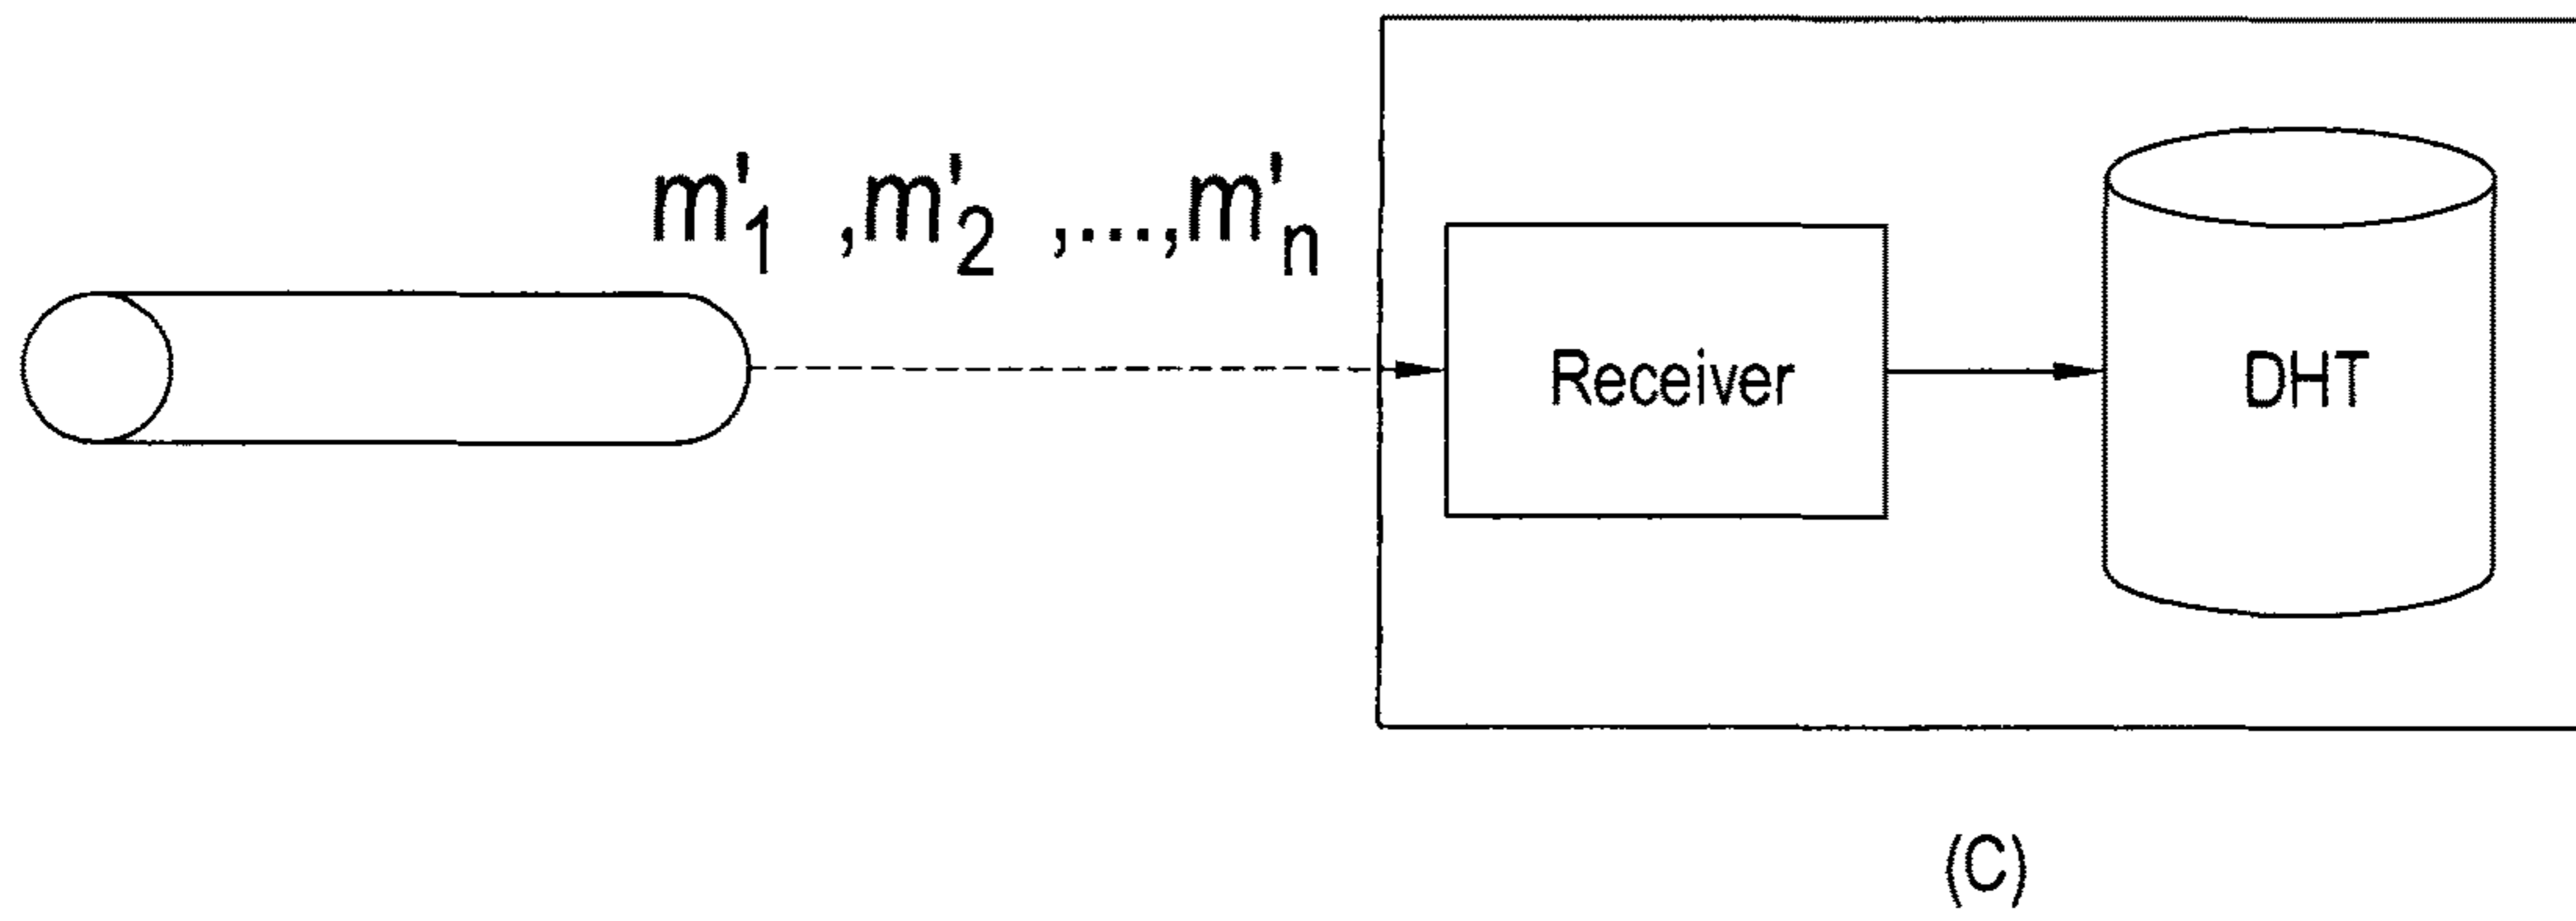 m'₁ ,m'₂ ,...,m'ₙ
Receiver
DHT
(C)